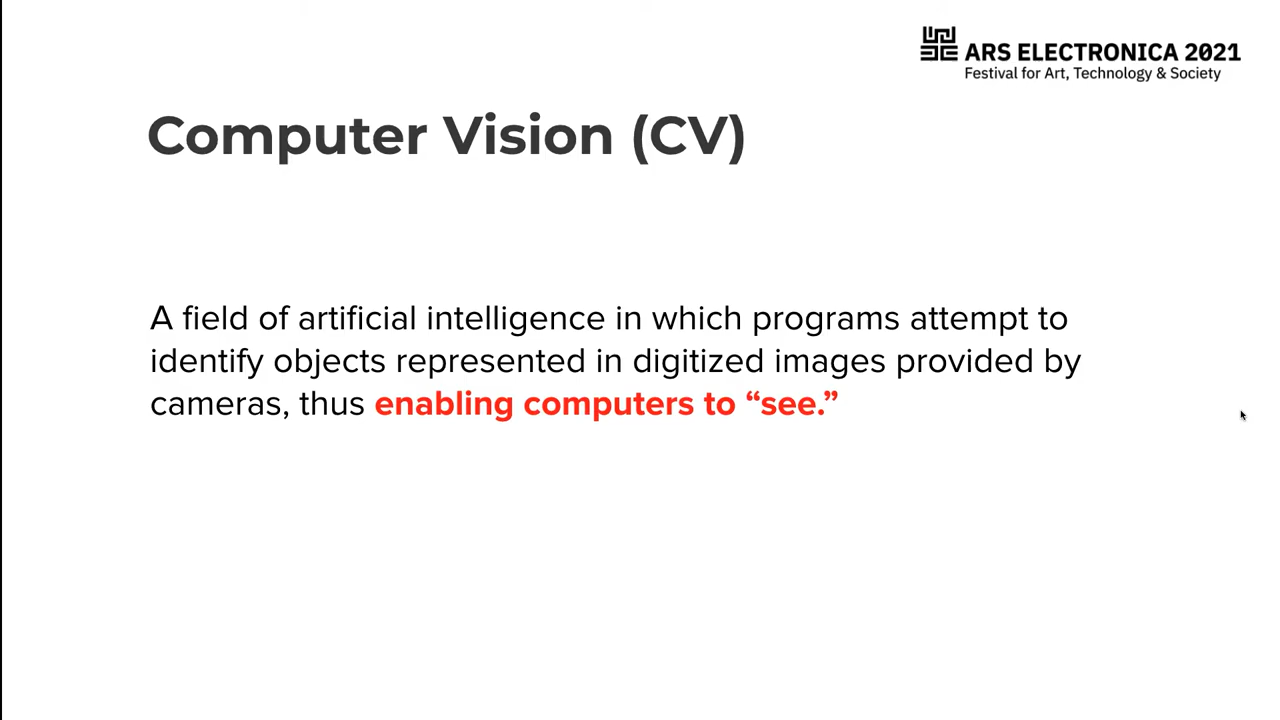 ARS ELECTRONICA 2021
Festival for Art, Technology & Society
Computer Vision (CV)
A field of artificial intelligence in which programs attempt to
identify objects represented in digitized images provided by
cameras, thus enabling computers to “see.”